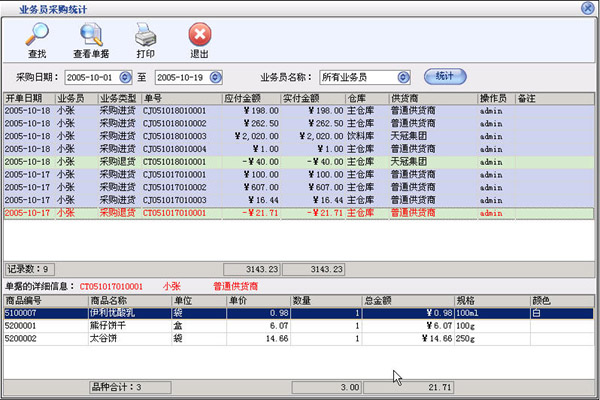 业务员采购统计
查找 查看单据 打印 退出
采购日期: 2005-10-01 至 2005-10-19 业务员名称: 所有业务员 统计
开单日期 业务员 业务类型 单号 应付金额 实付金额 仓库 供货商 操作员 备注
2005-10-18 小张 采购进货 CJ051018010001 ￥198.00 ￥198.00 主仓库 普通供货商 admin
2005-10-18 小张 采购进货 CJ051018010002 ￥262.50 ￥262.50 主仓库 普通供货商 admin
2005-10-18 小张 采购进货 CJ051018010003 ￥2,020.00 ￥2,020.00 饮料库 天冠集团 admin
2005-10-18 小张 采购进货 CJ051018010004 ￥1.00 ￥1.00 主仓库 普通供货商 admin
2005-10-18 小张 采购退货 CT051018010001 -￥40.00 -￥40.00 主仓库 天冠集团 admin
2005-10-17 小张 采购进货 CJ051017010001 ￥100.00 ￥100.00 主仓库 普通供货商 admin
2005-10-17 小张 采购进货 CJ051017010002 ￥607.00 ￥607.00 主仓库 普通供货商 admin
2005-10-17 小张 采购进货 CJ051017010003 ￥16.44 ￥16.44 主仓库 普通供货商 admin
2005-10-17 小张 采购退货 CT051017010001 -￥21.71 -￥21.71 主仓库 普通供货商 admin
记录数: 9 3143.23 3143.23
单据的详细信息: CT051017010001 小张 普通供货商
商品编号 商品名称 单位 单价 数量 总金额 规格 颜色
5100007 伊利优酸乳 袋 0.98 1 ￥0.98 100ml 白
5200001 熊仔饼干 盒 6.07 1 ￥6.07 100g
5200002 太谷饼 袋 14.66 1 ￥14.66 250g
品种合计: 3 3.00 21.71